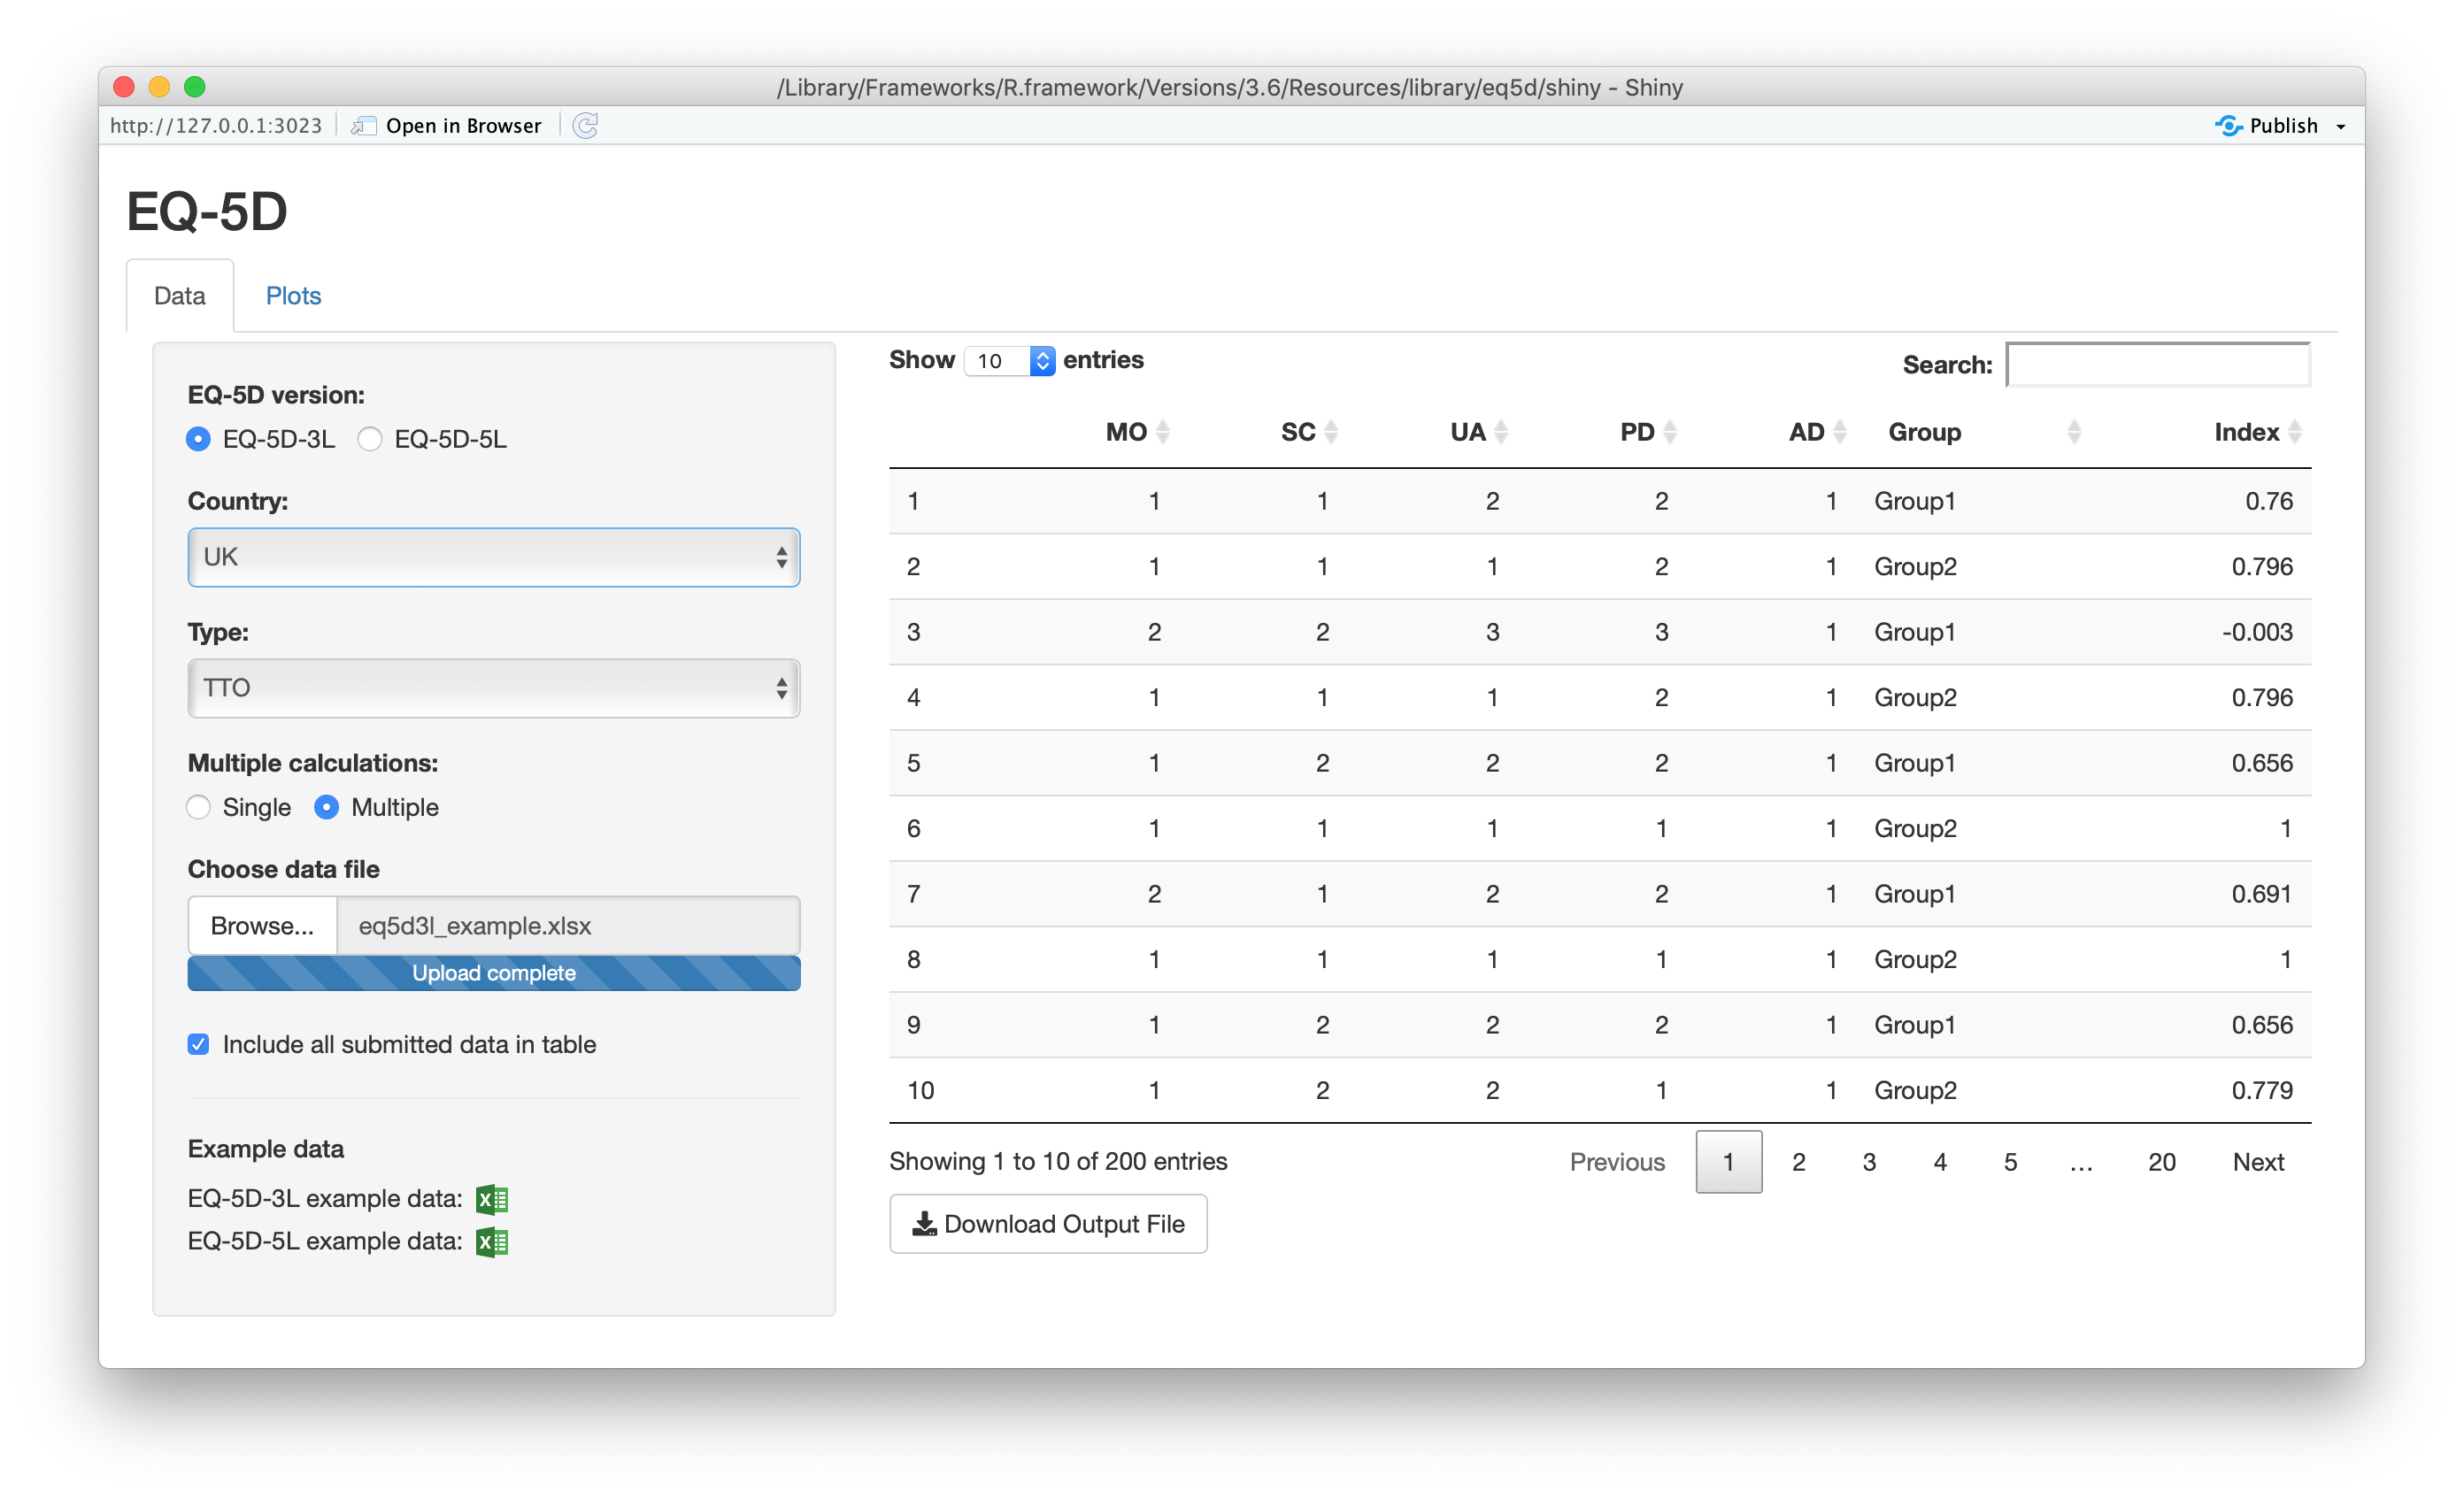 /Library/Frameworks/R.framework/Versions/3.6/Resources/library/eq5d/shiny - Shiny
http://127.0.0.1:3023 Open in Browser Publish
EQ-5D
Data Plots
EQ-5D version:
EQ-5D-3L EQ-5D-5L
Country:
UK
Type:
TTO
Multiple calculations:
Single Multiple
Choose data file
Browse... eq5d3l_example.xlsx
Upload complete
Include all submitted data in table
Example data
EQ-5D-3L example data:
EQ-5D-5L example data:
Show 10 entries Search:
MO SC UA PD AD Group Index
1 1 1 2 2 1 Group1 0.76
2 1 1 1 2 1 Group2 0.796
3 2 2 3 3 1 Group1 -0.003
4 1 1 1 2 1 Group2 0.796
5 1 2 2 2 1 Group1 0.656
6 1 1 1 1 1 Group2 1
7 2 1 2 2 1 Group1 0.691
8 1 1 1 1 1 Group2 1
9 1 2 2 2 1 Group1 0.656
10 1 2 2 1 1 Group2 0.779
Showing 1 to 10 of 200 entries Previous 1 2 3 4 5 ... 20 Next
Download Output File